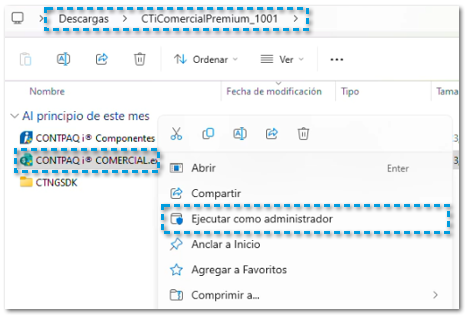 Descargas > CTiComercialPremium_1001 >
Ordenar Ver ...
Nombre Fecha de modificación Tipo Tama
Al principio de este mes
CONTPAQ i® Componentes
CONTPAQ i® COMERCIAL.e
CTNGSDK
Abrir Enter
Compartir
Ejecutar como administrador
Anclar a Inicio
Agregar a Favoritos
Comprimir a...